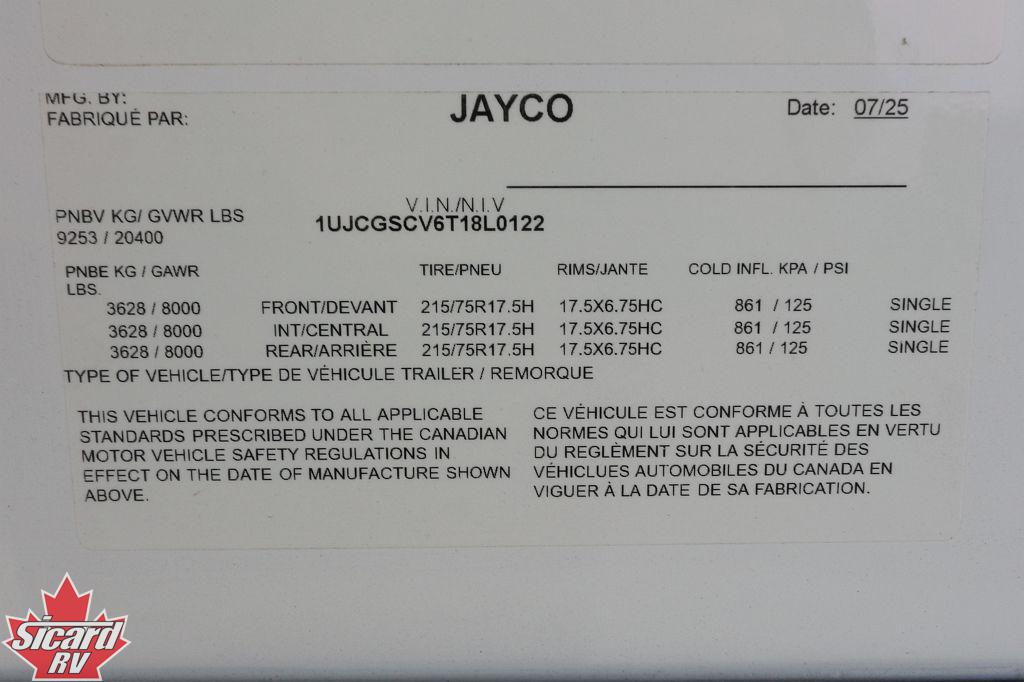 MFG. BY:
JAYCO
Date: 07/25
FABRIQUÉ PAR:
V.I.N./N.I.V
PNBV KG/ GVWR LBS
1UJCGSCV6T18L0122
9253 / 20400
PNBE KG / GAWR LBS.
TIRE/PNEU RIMS/JANTE COLD INFL. KPA / PSI
3628 / 8000 FRONT/DEVANT 215/75R17.5H 17.5X6.75HC 861 / 125 SINGLE
3628 / 8000 INT/CENTRAL 215/75R17.5H 17.5X6.75HC 861 / 125 SINGLE
3628 / 8000 REAR/ARRIÈRE 215/75R17.5H 17.5X6.75HC 861 / 125 SINGLE
TYPE OF VEHICLE/TYPE DE VÉHICULE TRAILER / REMORQUE
THIS VEHICLE CONFORMS TO ALL APPLICABLE
STANDARDS PRESCRIBED UNDER THE CANADIAN
MOTOR VEHICLE SAFETY REGULATIONS IN
EFFECT ON THE DATE OF MANUFACTURE SHOWN
ABOVE.
CE VÉHICULE EST CONFORME À TOUTES LES
NORMES QUI LUI SONT APPLICABLES EN VERTU
DU REGLÈMENT SUR LA SÉCURITÉ DES
VÉHICLUES AUTOMOBILES DU CANADA EN
VIGUER À LA DATE DE SA FABRICATION.
Sicard
RV